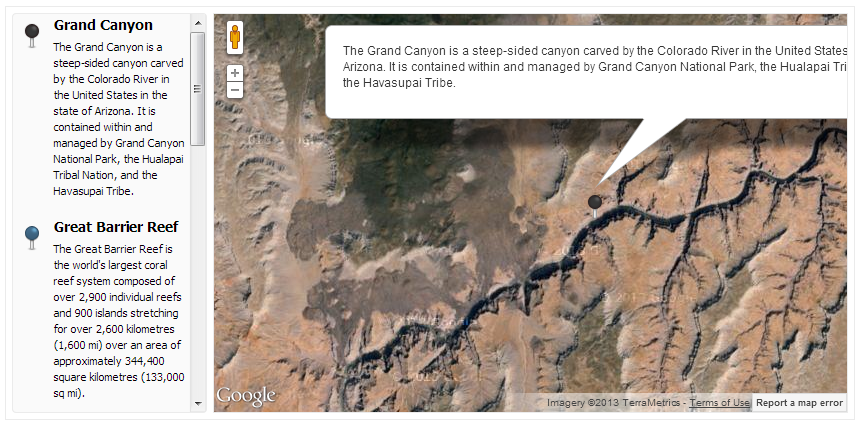 Grand Canyon
The Grand Canyon is a
steep-sided canyon carved
by the Colorado River in
the United States in the
state of Arizona. It is
contained within and
managed by Grand Canyon
National Park, the Hualapai
Tribal Nation, and the
Havasupai Tribe.
Great Barrier Reef
The Great Barrier Reef is
the world's largest coral
reef system composed of
over 2,900 individual reefs
and 900 islands stretching
for over 2,600 kilometres
(1,600 mi) over an area of
approximately 344,400
square kilometres (133,000
sq mi).
The Grand Canyon is a steep-sided canyon carved by the Colorado River in the United States
Arizona. It is contained within and managed by Grand Canyon National Park, the Hualapai Tri
the Havasupai Tribe.
Google
Imagery ©2013 TerraMetrics - Terms of Use
Report a map error